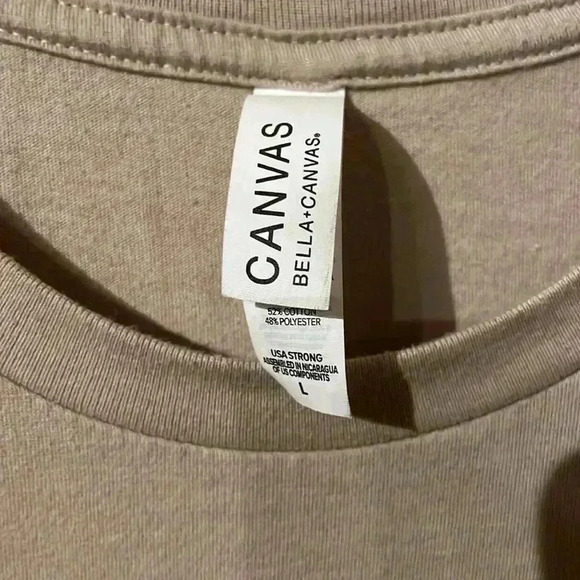 CANVAS
BELLA+CANVAS®
52% COTTON
48% POLYESTER
USA STRONG
ASSEMBLED IN NICARAGUA
OF US COMPONENTS
L